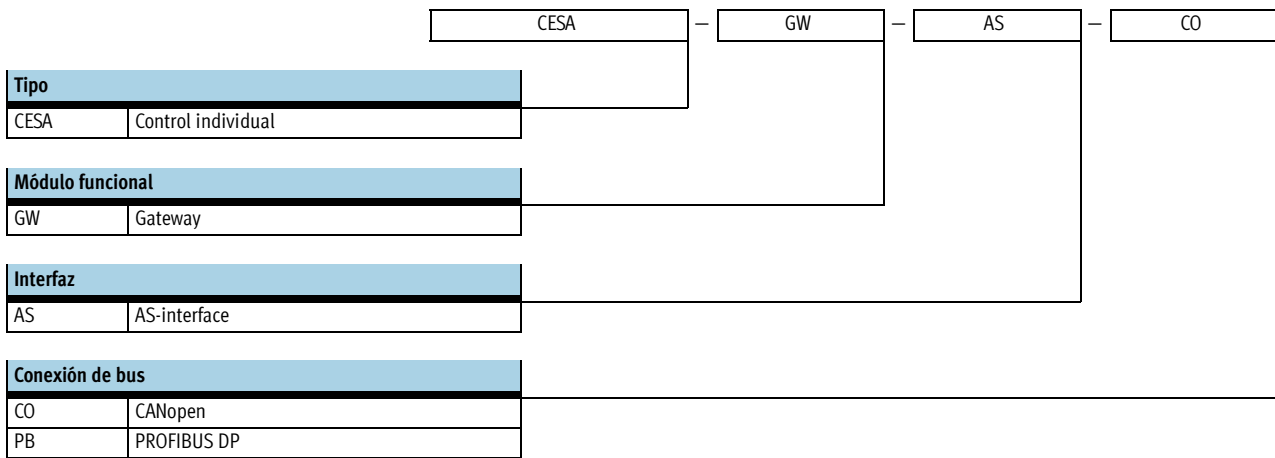 CESA — GW — AS — CO
Tipo
CESA Control individual
Módulo funcional
GW Gateway
Interfaz
AS AS-interface
Conexión de bus
CO CANopen
PB PROFIBUS DP